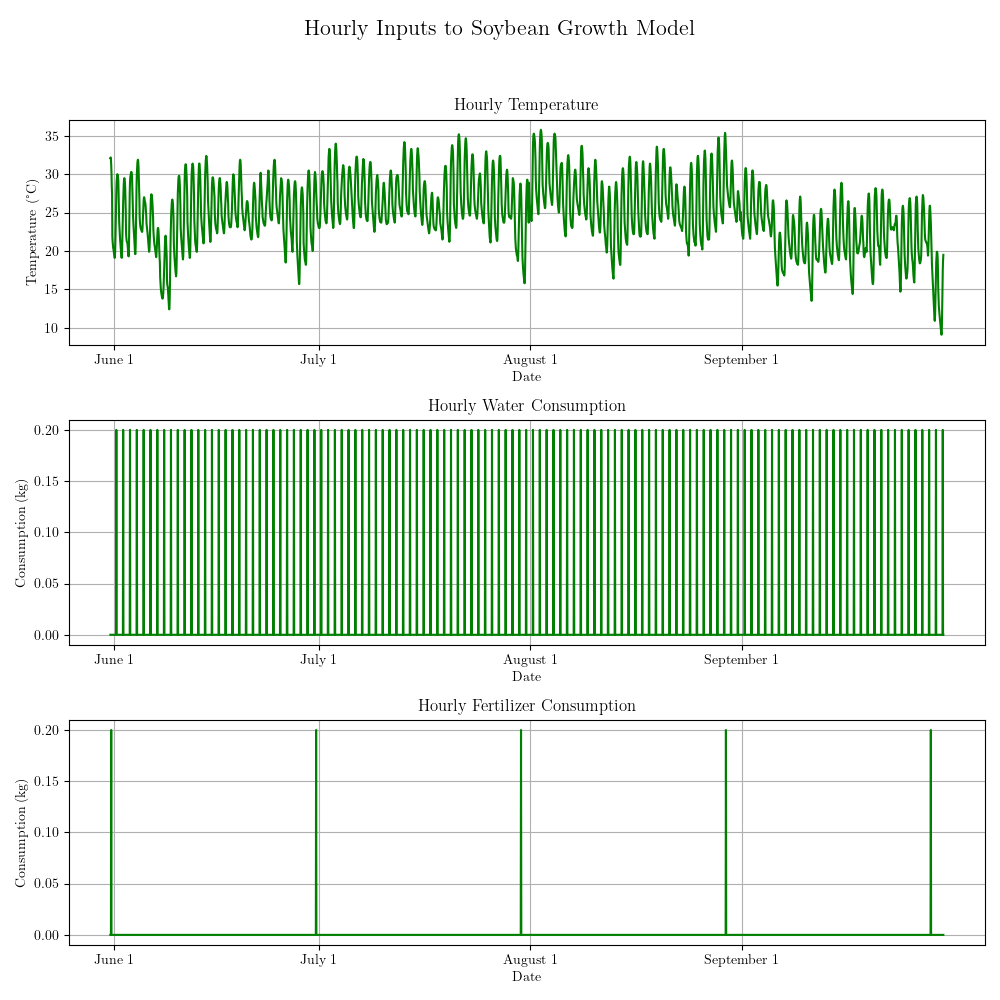 Hourly Inputs to Soybean Growth Model
Hourly Temperature
Temperature (°C)
35
30
25
20
15
10
June 1
July 1
August 1
September 1
Date
Hourly Water Consumption
Consumption (kg)
0.20
0.15
0.10
0.05
0.00
June 1
July 1
August 1
September 1
Date
Hourly Fertilizer Consumption
Consumption (kg)
0.20
0.15
0.10
0.05
0.00
June 1
July 1
August 1
September 1
Date